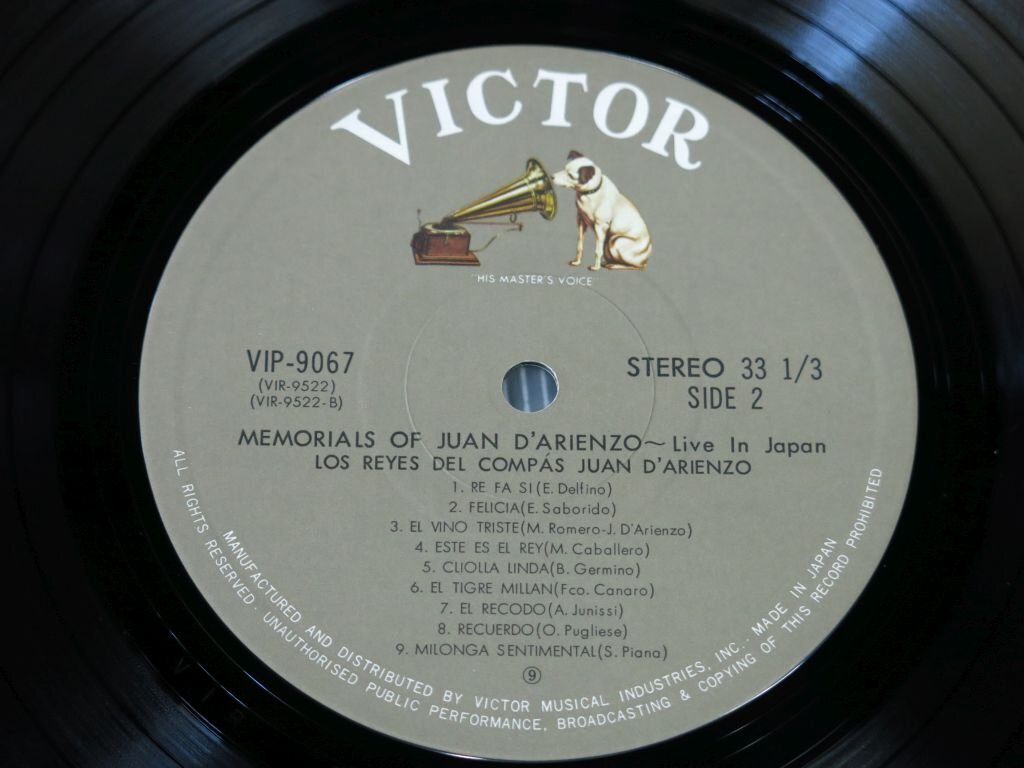 VICTOR
"HIS MASTER'S VOICE
VIP-9067
(VIR-9522)
(VIR-9522-B)
STEREO 33 1/3
SIDE 2
MEMORIALS OF JUAN D'ARIENZO～Live In Japan
LOS REYES DEL COMPÁS JUAN D'ARIENZO
1. RE FA SI(E. Delfino)
2. FELICIA(E. Saborido)
3. EL VINO TRISTE(M. Romero-J. D'Arienzo)
4. ESTE ES EL REY(M. Caballero)
5. CLIOLLA LINDA(B. Germino)
6. EL TIGRE MILLAN(Fco. Canaro)
7. EL RECODO(A. Junissi)
8. RECUERDO(O. Pugliese)
9. MILONGA SENTIMENTAL(S. Piana)
⑨
MANUFACTURED AND DISTRIBUTED BY VICTOR MUSICAL INDUSTRIES, INC. · MADE IN JAPAN
ALL RIGHTS RESERVED · UNAUTHORISED PUBLIC PERFORMANCE, BROADCASTING & COPYING OF THIS RECORD PROHIBITED